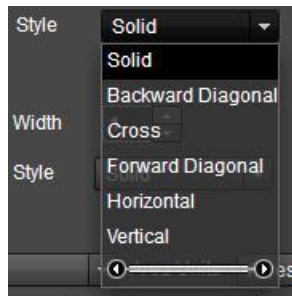 Style Solid
Solid
Backward Diagonal
Width Cross
Style Forward Diagonal
Horizontal
Vertical